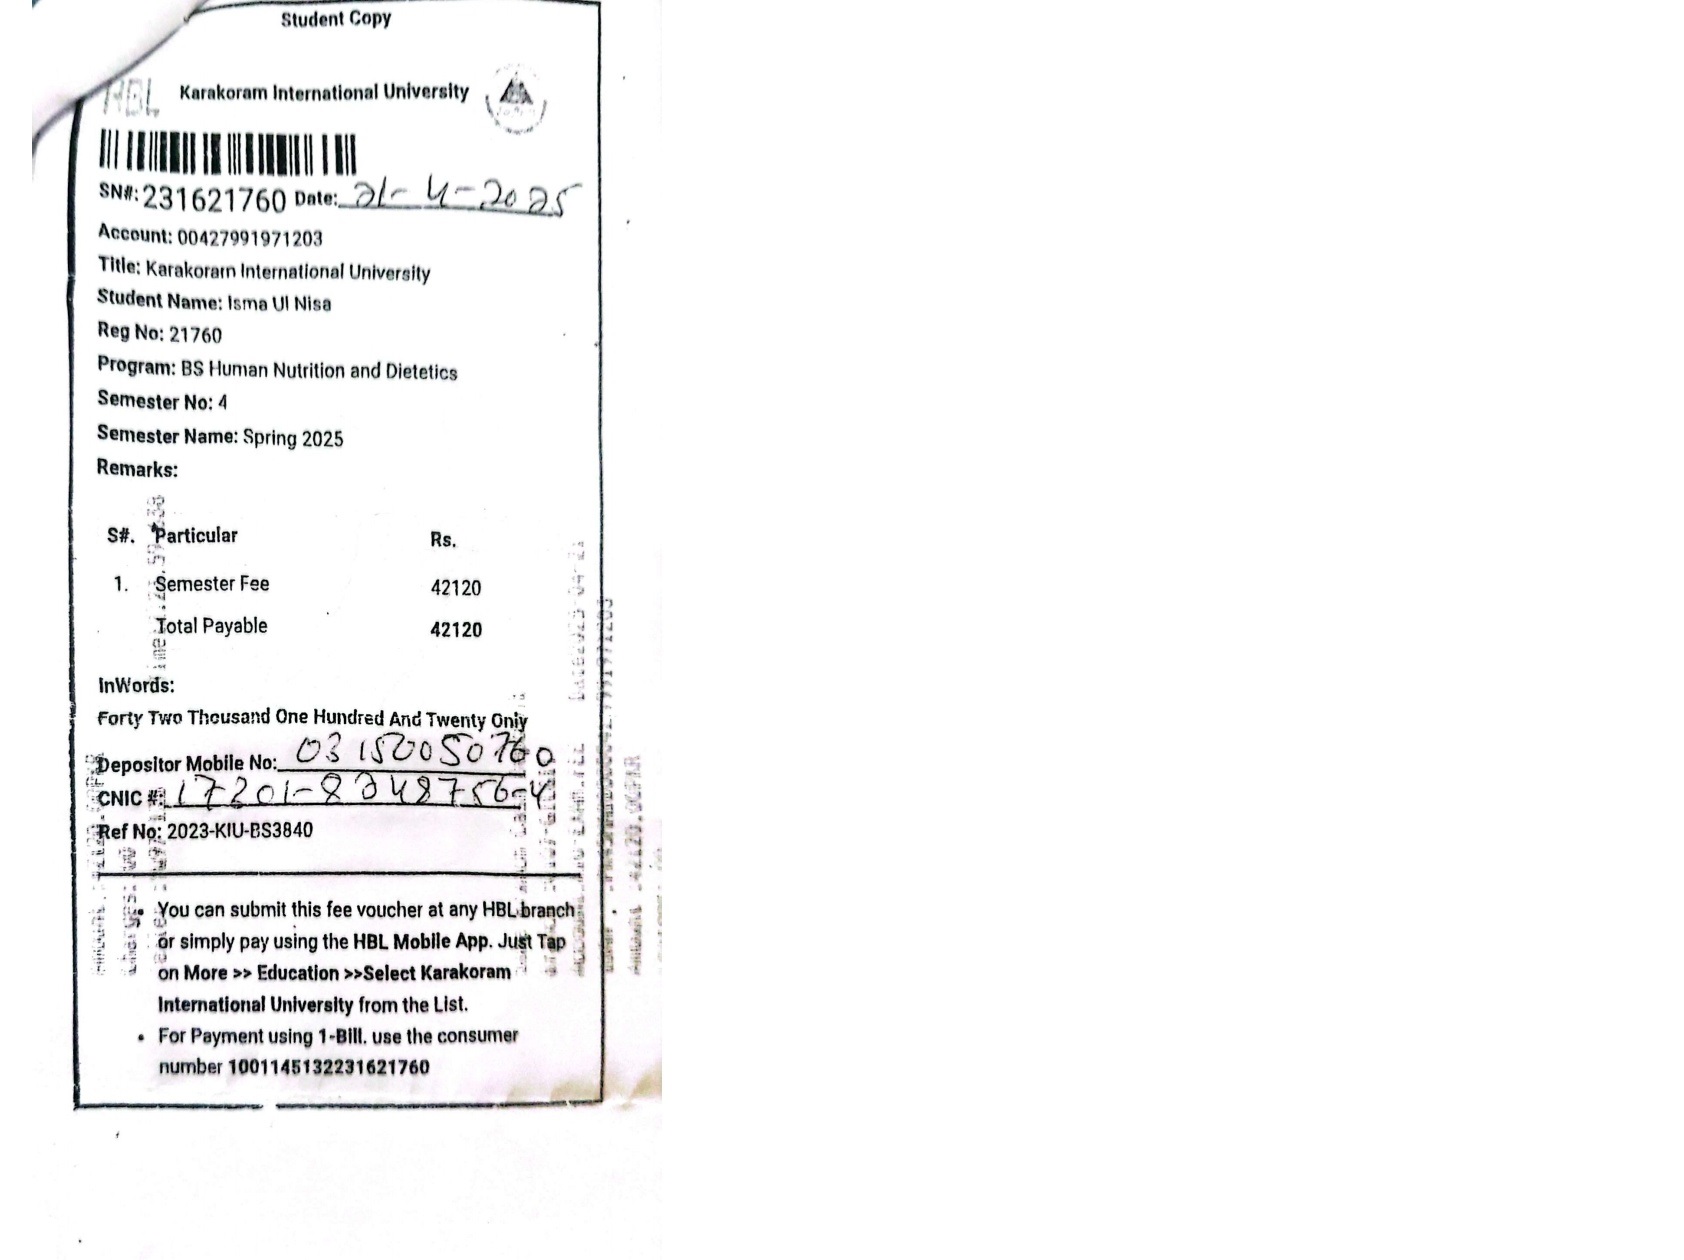 Student Copy
HBL Karakoram International University
SN#: 231621760 Date: 21-4-2025
Account: 00427991971203
Title: Karakoram International University
Student Name: Isma Ul Nisa
Reg No: 21760
Program: BS Human Nutrition and Dietetics
Semester No: 4
Semester Name: Spring 2025
Remarks:
S#. Particular Rs.
1. Semester Fee 42120
Total Payable 42120
InWords:
Forty Two Thousand One Hundred And Twenty Only
Depositor Mobile No: 03150050760
CNIC #: 17201-8248756-4
Ref No: 2023-KIU-BS3840
• You can submit this fee voucher at any HBL branch
or simply pay using the HBL Mobile App. Just Tap
on More >> Education >>Select Karakoram
International University from the List.
• For Payment using 1-Bill. use the consumer
number 1001145132231621760